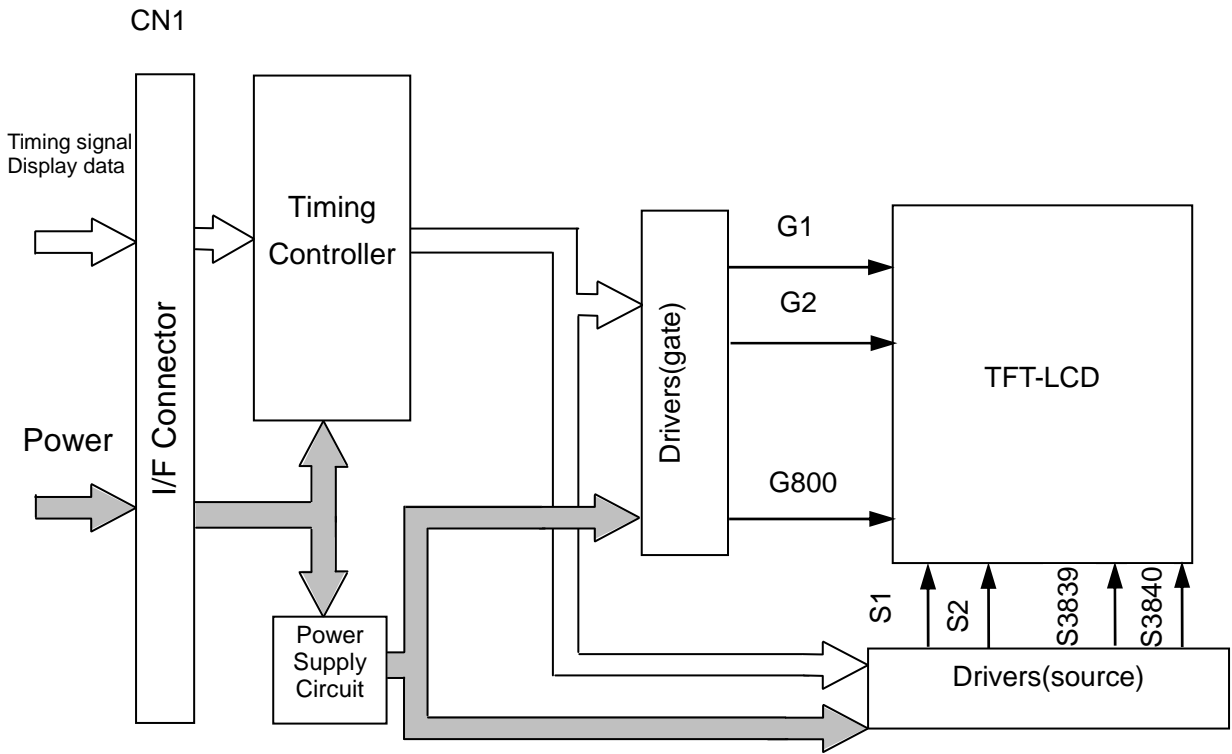 CN1
Timing signal
Display data
Power
I/F Connector
Timing
Controller
Power
Supply
Circuit
Drivers(gate)
G1
G2
G800
TFT-LCD
S1
S2
S3839
S3840
Drivers(source)